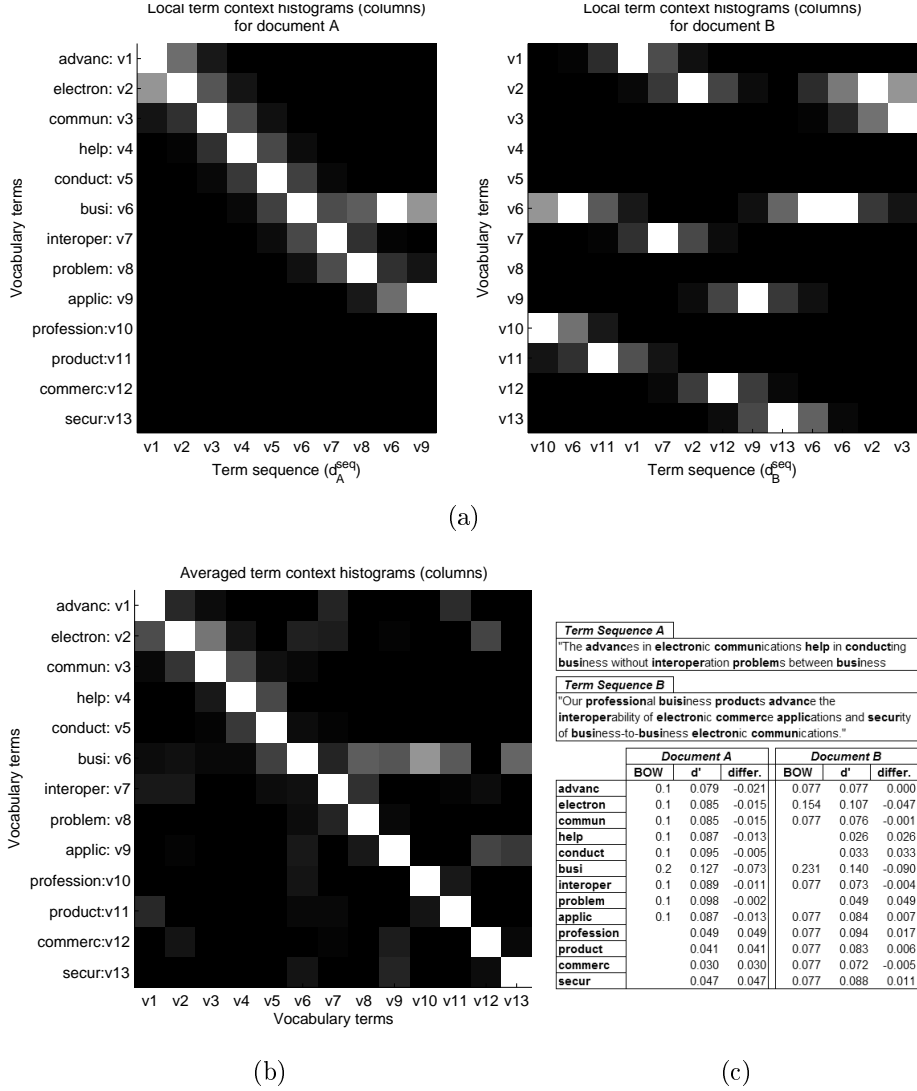 Local term context histograms (columns)
for document A
Local term context histograms (columns)
for document B
Vocabulary terms
advanc: v1
electron: v2
commun: v3
help: v4
conduct: v5
busi: v6
interoper: v7
problem: v8
applic: v9
profession:v10
product:v11
commerc:v12
secur:v13
v1 v2 v3 v4 v5 v6 v7 v8 v6 v9
Term sequence (d_A^seq)
Vocabulary terms
v1
v2
v3
v4
v5
v6
v7
v8
v9
v10
v11
v12
v13
v10 v6 v11 v1 v7 v2 v12 v9 v13 v6 v6 v2 v3
Term sequence (d_B^seq)
(a)
Averaged term context histograms (columns)
Vocabulary terms
advanc: v1
electron: v2
commun: v3
help: v4
conduct: v5
busi: v6
interoper: v7
problem: v8
applic: v9
profession:v10
product:v11
commerc:v12
secur:v13
v1 v2 v3 v4 v5 v6 v7 v8 v9 v10 v11 v12 v13
Vocabulary terms
(b)
Term Sequence A
"The advances in electronic communications help in conducting
business without interoperation problems between business
Term Sequence B
"Our professional buisiness products advance the
interoperability of electronic commerce applications and security
of business-to-business electronic communications."
Document A Document B
BOW d' differ. BOW d' differ.
advanc 0.1 0.079 -0.021 0.077 0.077 0.000
electron 0.1 0.085 -0.015 0.154 0.107 -0.047
commun 0.1 0.085 -0.015 0.077 0.076 -0.001
help 0.1 0.087 -0.013 0.026 0.026
conduct 0.1 0.095 -0.005 0.033 0.033
busi 0.2 0.127 -0.073 0.231 0.140 -0.090
interoper 0.1 0.089 -0.011 0.077 0.073 -0.004
problem 0.1 0.098 -0.002 0.049 0.049
applic 0.1 0.087 -0.013 0.077 0.084 0.007
profession 0.049 0.049 0.077 0.094 0.017
product 0.041 0.041 0.077 0.083 0.006
commerc 0.030 0.030 0.077 0.072 -0.005
secur 0.047 0.047 0.077 0.088 0.011
(c)